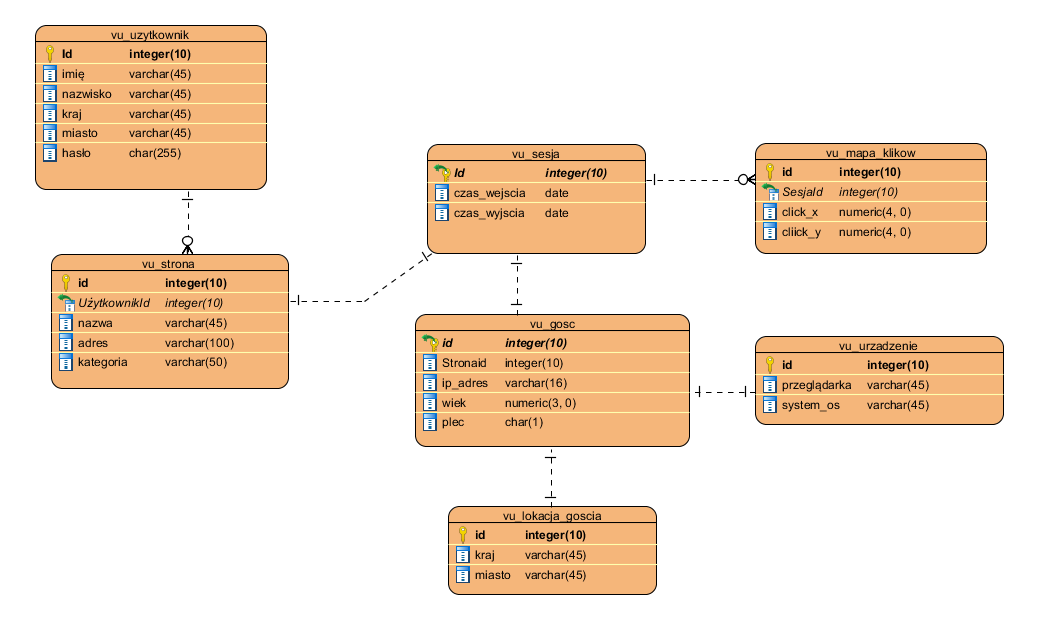 vu_uzytkownik
Id integer(10)
imię varchar(45)
nazwisko varchar(45)
kraj varchar(45)
miasto varchar(45)
hasło char(255)
vu_strona
id integer(10)
UżytkownikId integer(10)
nazwa varchar(45)
adres varchar(100)
kategoria varchar(50)
vu_sesja
Id integer(10)
czas_wejscia date
czas_wyjscia date
vu_mapa_klikow
id integer(10)
SesjaId integer(10)
click_x numeric(4, 0)
cliick_y numeric(4, 0)
vu_gosc
id integer(10)
Stronaid integer(10)
ip_adres varchar(16)
wiek numeric(3, 0)
plec char(1)
vu_urzadzenie
id integer(10)
przeglądarka varchar(45)
system_os varchar(45)
vu_lokacja_goscia
id integer(10)
kraj varchar(45)
miasto varchar(45)